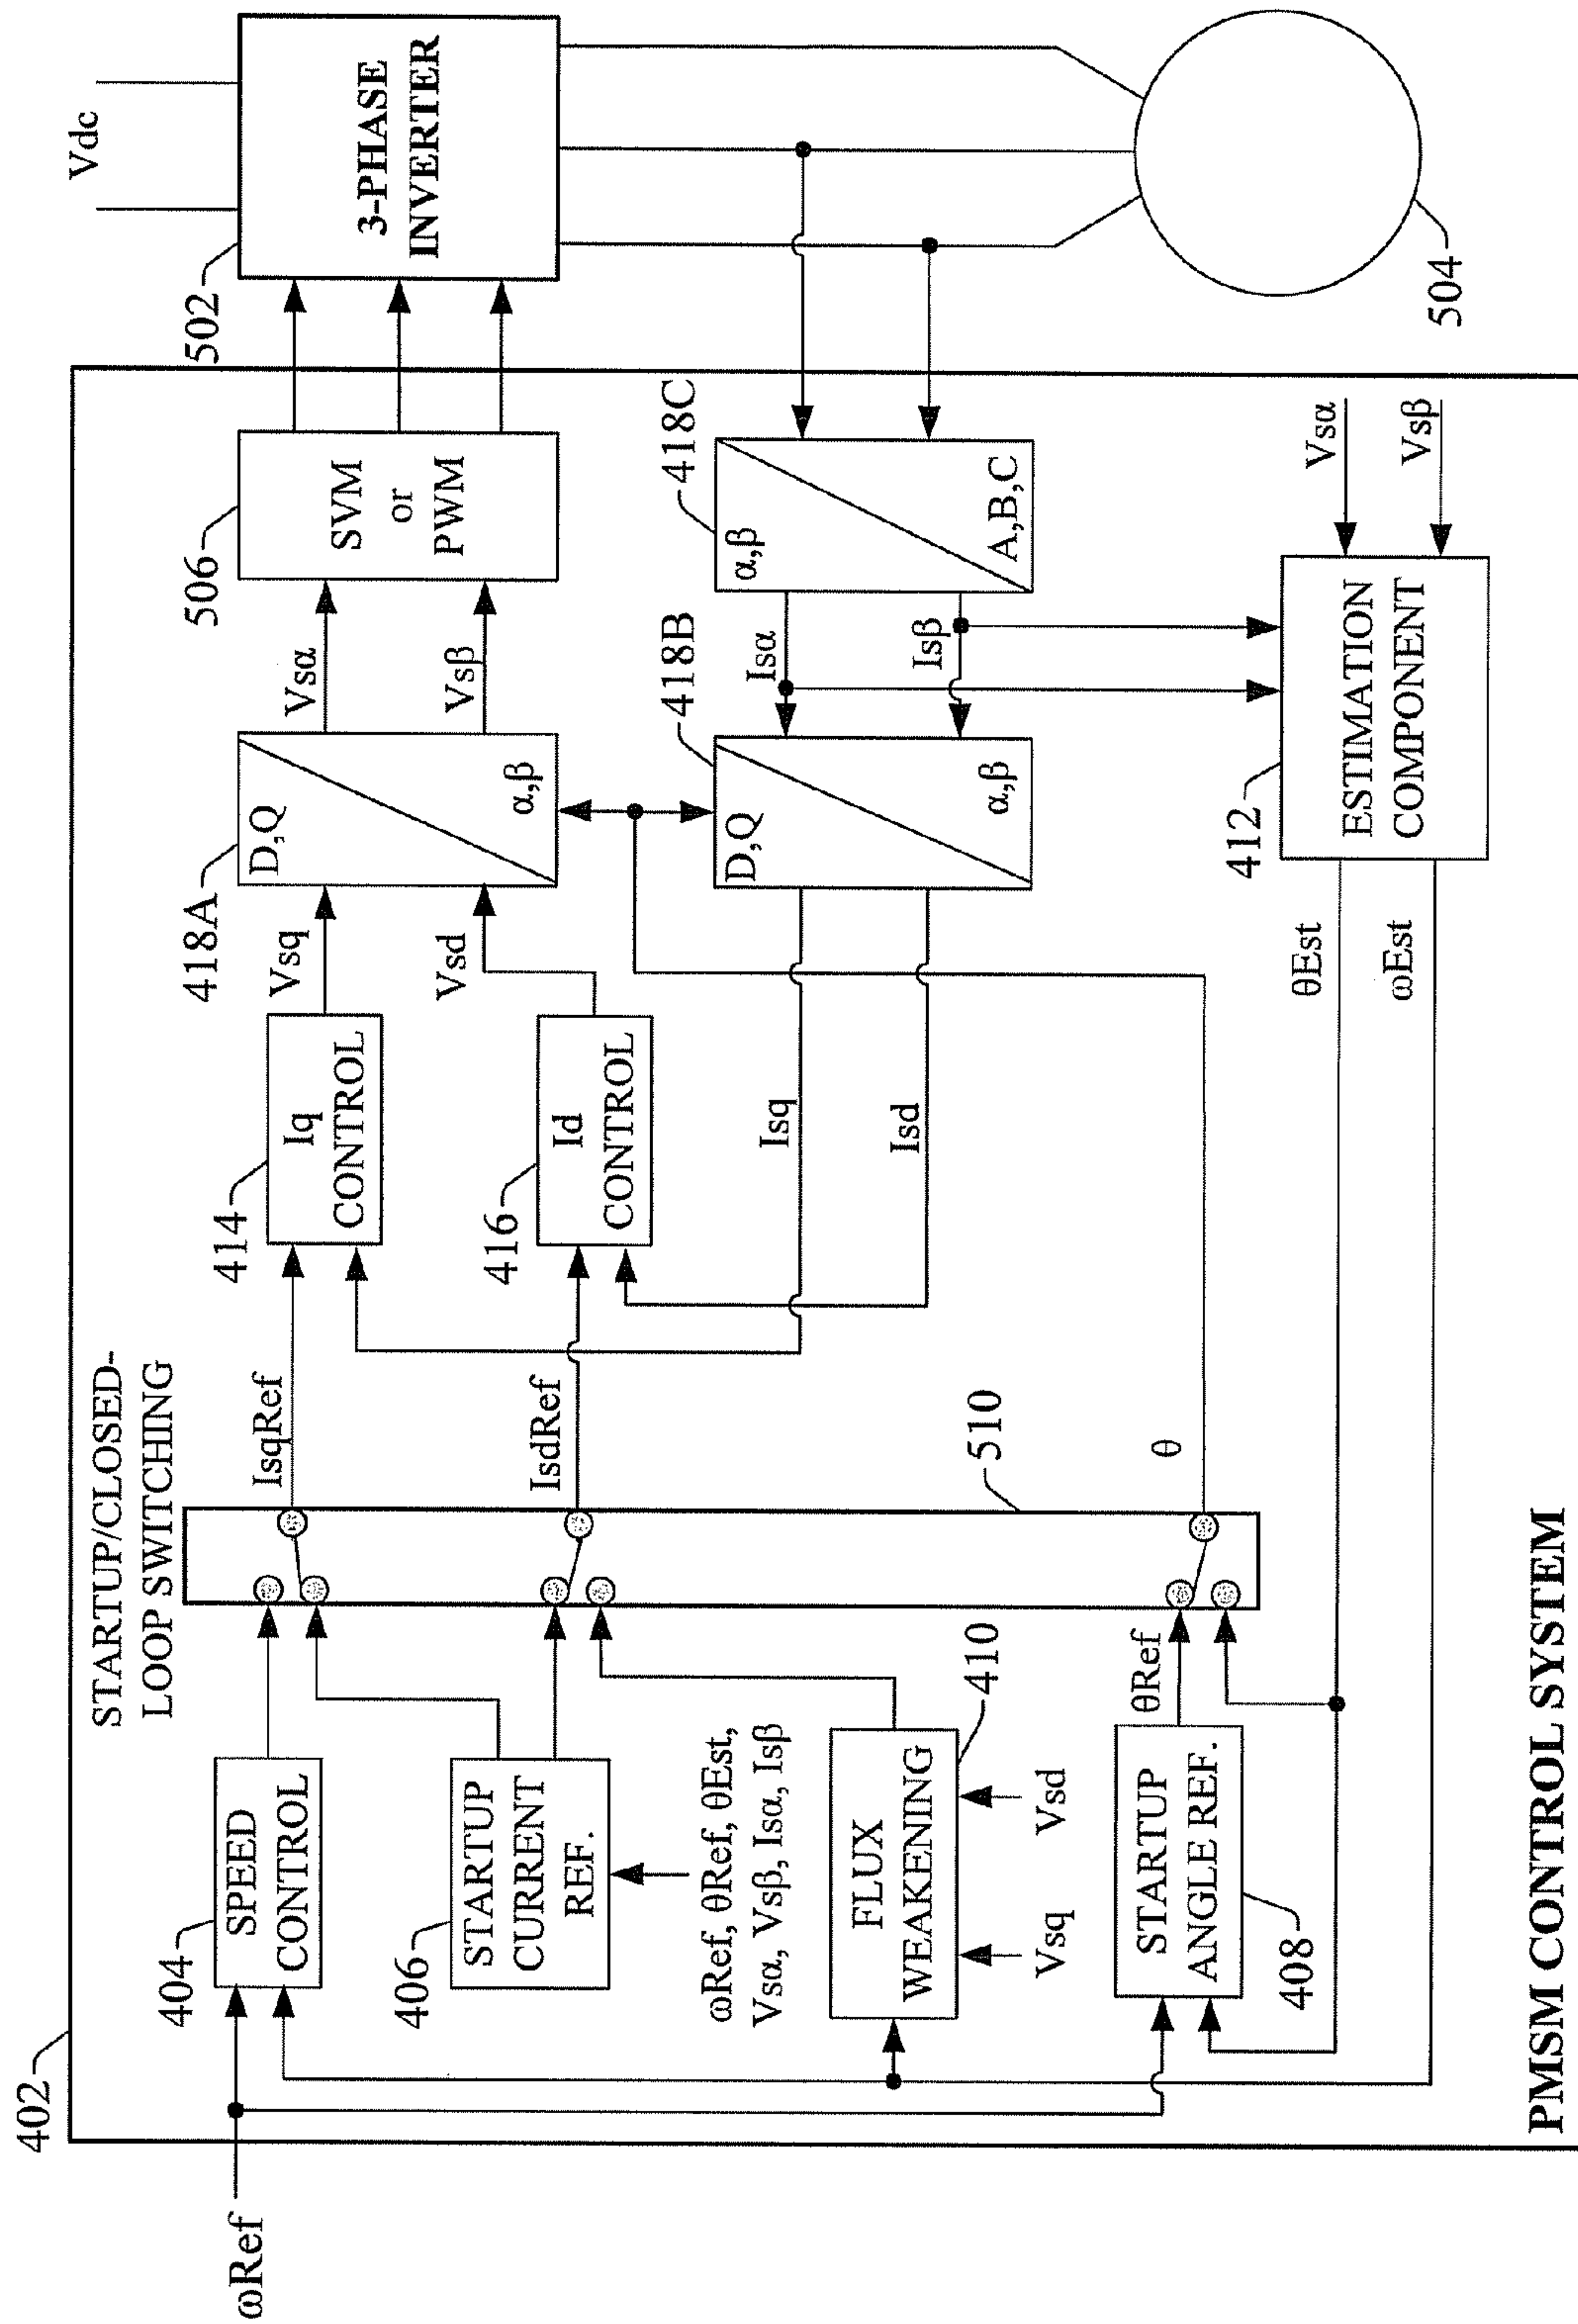 402
ωRef
STARTUP/CLOSED-
LOOP SWITCHING
404
SPEED
CONTROL
406
STARTUP
CURRENT
REF.
ωRef, θRef, θEst,
Vsα, Vsβ, Isα, Isβ
FLUX
WEAKENING
410
Vsq
Vsd
STARTUP
ANGLE REF.
408
θRef
510
IsqRef
IsdRef
θ
414
Iq
CONTROL
416
Id
CONTROL
Vsq
Vsd
Isq
Isd
418A
D,Q
α,β
Vsα
Vsβ
506
SVM
or
PWM
502
Vdc
3-PHASE
INVERTER
418B
D,Q
α,β
Isα
Isβ
418C
α,β
A,B,C
504
412
ESTIMATION
COMPONENT
θEst
ωEst
Vsα
Vsβ
PMSM CONTROL SYSTEM